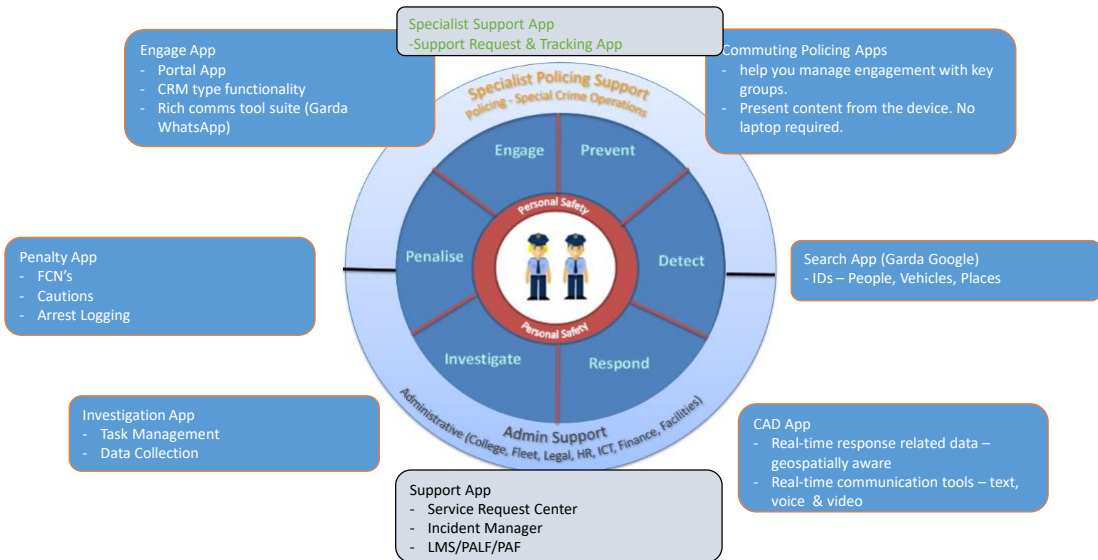 Specialist Support App
-Support Request & Tracking App
Engage App
- Portal App
- CRM type functionality
- Rich comms tool suite (Garda
WhatsApp)
Commuting Policing Apps
- help you manage engagement with key
groups.
- Present content from the device. No
laptop required.
Specialist Policing Support
Policing - Special Crime Operations
Engage
Prevent
Personal Safety
Penalise
Detect
Personal Safety
Investigate
Respond
Admin Support
Administrative (College, Fleet, Legal, HR, ICT, Finance, Facilities)
Penalty App
- FCN's
- Cautions
- Arrest Logging
Search App (Garda Google)
- IDs – People, Vehicles, Places
Investigation App
- Task Management
- Data Collection
CAD App
- Real-time response related data –
geospatially aware
- Real-time communication tools – text,
voice & video
Support App
- Service Request Center
- Incident Manager
- LMS/PALF/PAF